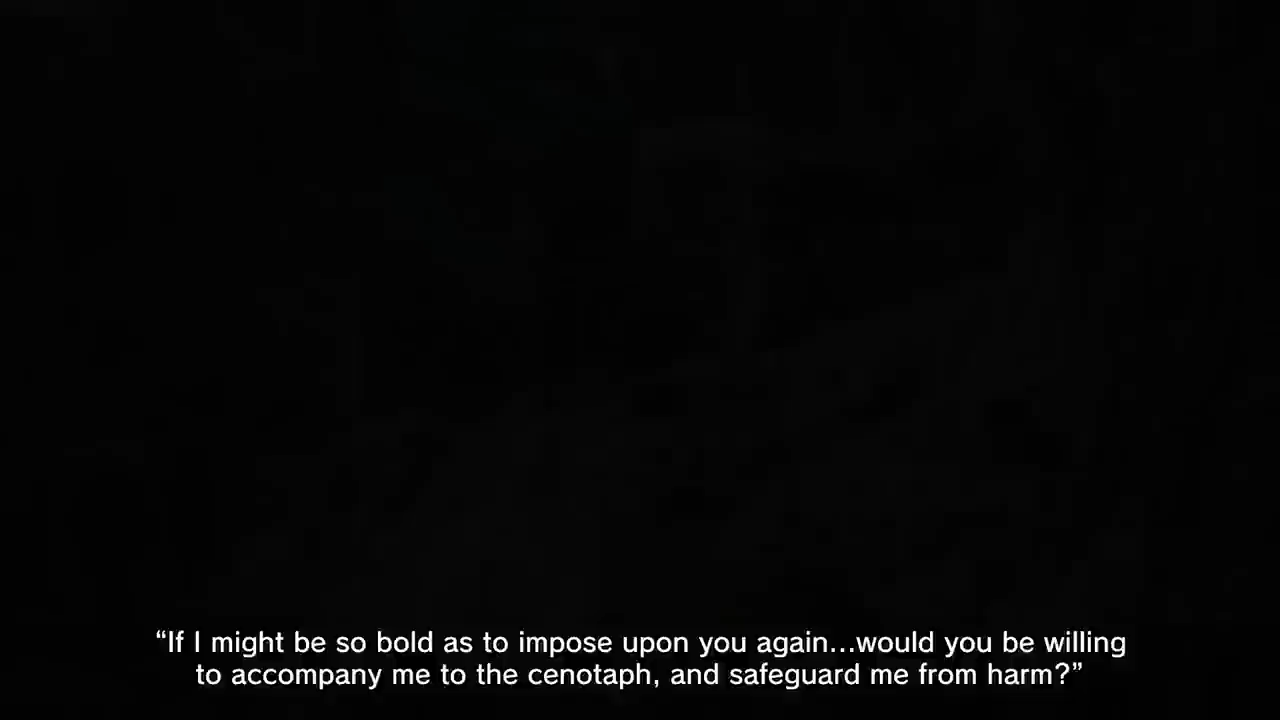 “If I might be so bold as to impose upon you again...would you be willing
to accompany me to the cenotaph, and safeguard me from harm?”